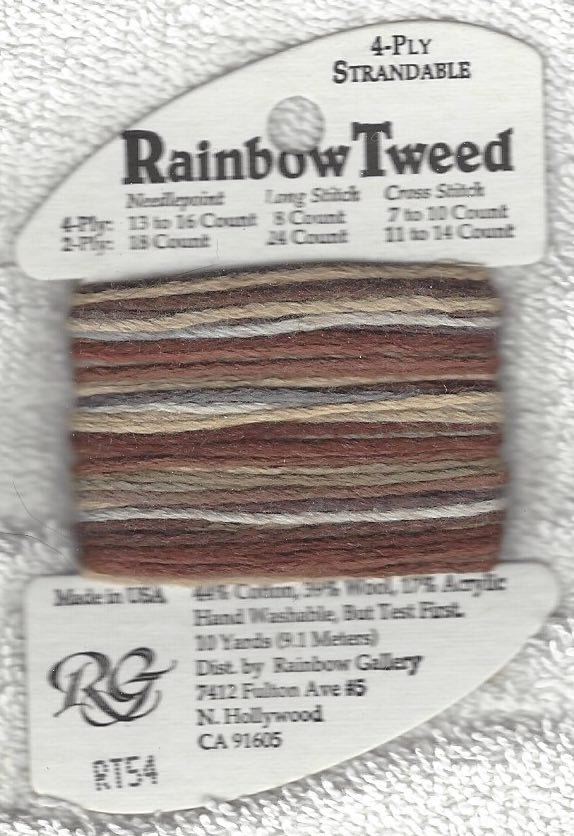 4-Ply
Strandable
Rainbow Tweed
Needlepoint Long Stitch Cross Stitch
4-Ply: 13 to 16 Count 8 Count 7 to 10 Count
2-Ply: 18 Count 24 Count 11 to 14 Count
Made in USA
44% Cotton, 39% Wool, 17% Acrylic
Hand Washable, But Test First.
10 Yards (9.1 Meters)
Dist. by Rainbow Gallery
7412 Fulton Ave #5
N. Hollywood
CA 91605
RG
RT54